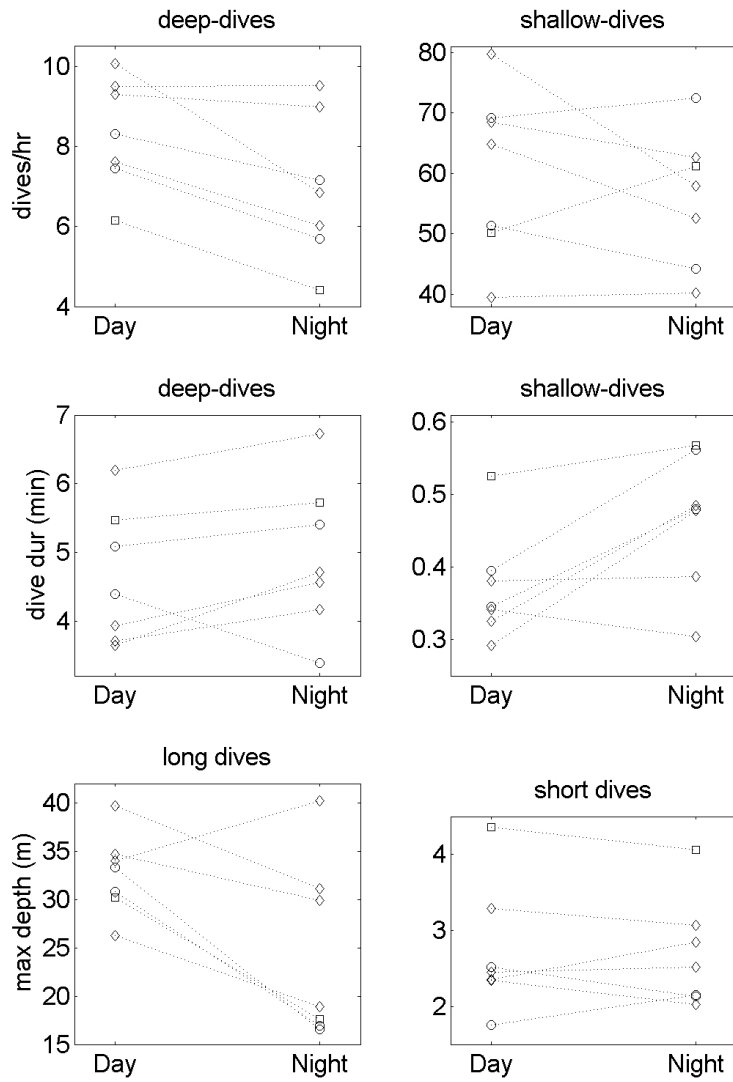 deep-dives
dives/hr
10
8
6
4
Day Night
shallow-dives
80
70
60
50
40
Day Night
deep-dives
dive dur (min)
7
6
5
4
Day Night
shallow-dives
0.6
0.5
0.4
0.3
Day Night
long dives
max depth (m)
40
35
30
25
20
15
Day Night
short dives
4
3
2
Day Night